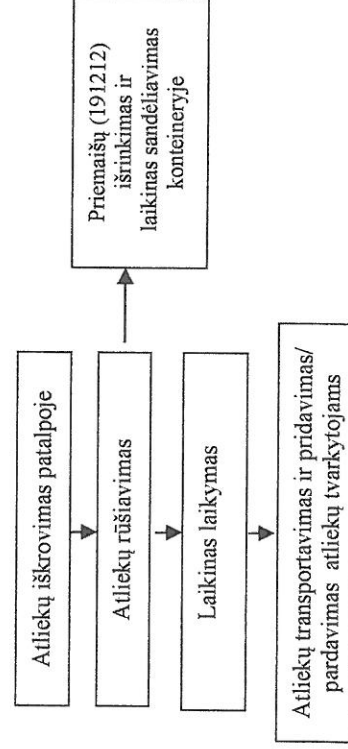 Atliekų iškrovimas patalpoje
Atliekų rūšiavimas
Priemaišų (191212)
išrinkimas ir
laikinas sandėliavimas
konteineryje
Laikinas laikymas
Atliekų transportavimas ir pridavimas/
pardavimas atliekų tvarkytojams